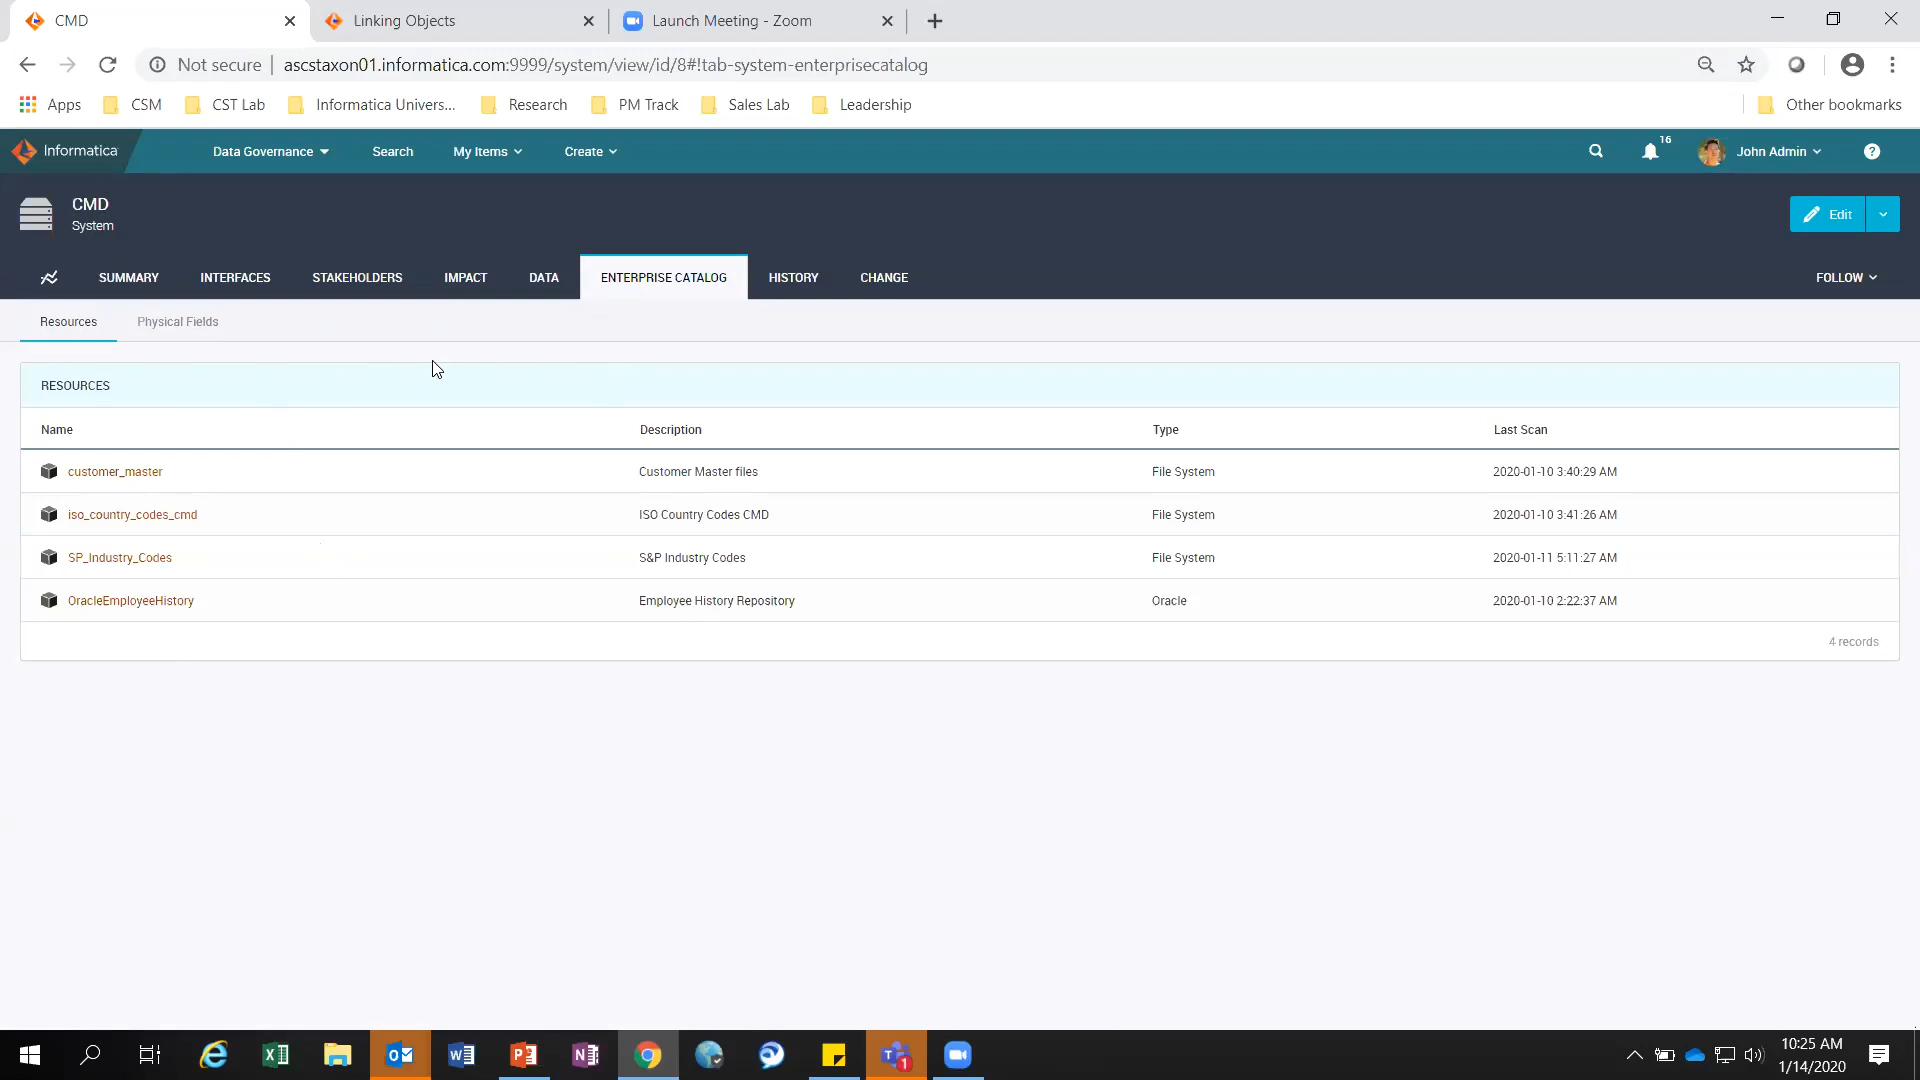 CMD
Linking Objects
Launch Meeting - Zoom
Not secure
ascstaxon01.informatica.com:9999/system/view/id/8#!tab-system-enterprisecatalog
Apps
CSM
CST Lab
Informatica Univers...
Research
PM Track
Sales Lab
Leadership
Other bookmarks
Informatica
Data Governance
Search
My Items
Create
16
John Admin
?
CMD
System
Edit
SUMMARY
INTERFACES
STAKEHOLDERS
IMPACT
DATA
ENTERPRISE CATALOG
HISTORY
CHANGE
FOLLOW
Resources
Physical Fields
RESOURCES
Name Description Type Last Scan
customer_master Customer Master files File System 2020-01-10 3:40:29 AM
iso_country_codes_cmd ISO Country Codes CMD File System 2020-01-10 3:41:26 AM
SP_Industry_Codes S&P Industry Codes File System 2020-01-11 5:11:27 AM
OracleEmployeeHistory Employee History Repository Oracle 2020-01-10 2:22:37 AM
4 records
1
10:25 AM
1/14/2020